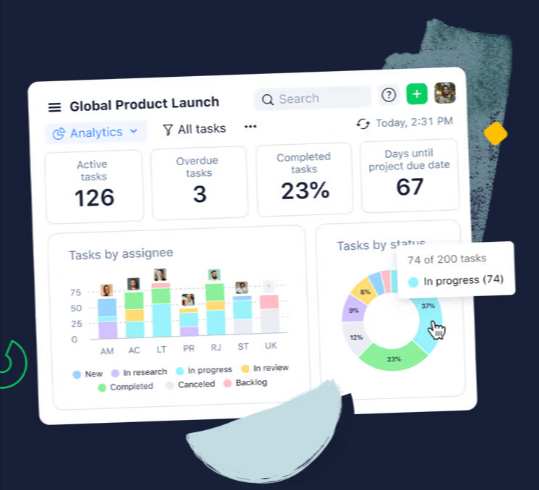 Global Product Launch
Search
?
+
Analytics
All tasks
...
Today, 2:31 PM
Active
tasks
126
Overdue
tasks
3
Completed
tasks
23%
Days until
project due date
67
Tasks by assignee
75
50
25
0
AM AC LT PR RJ ST UK
New In research In progress In review
Completed Canceled Backlog
Tasks by status
74 of 200 tasks
In progress (74)
37%
23%
12%
9%
8%